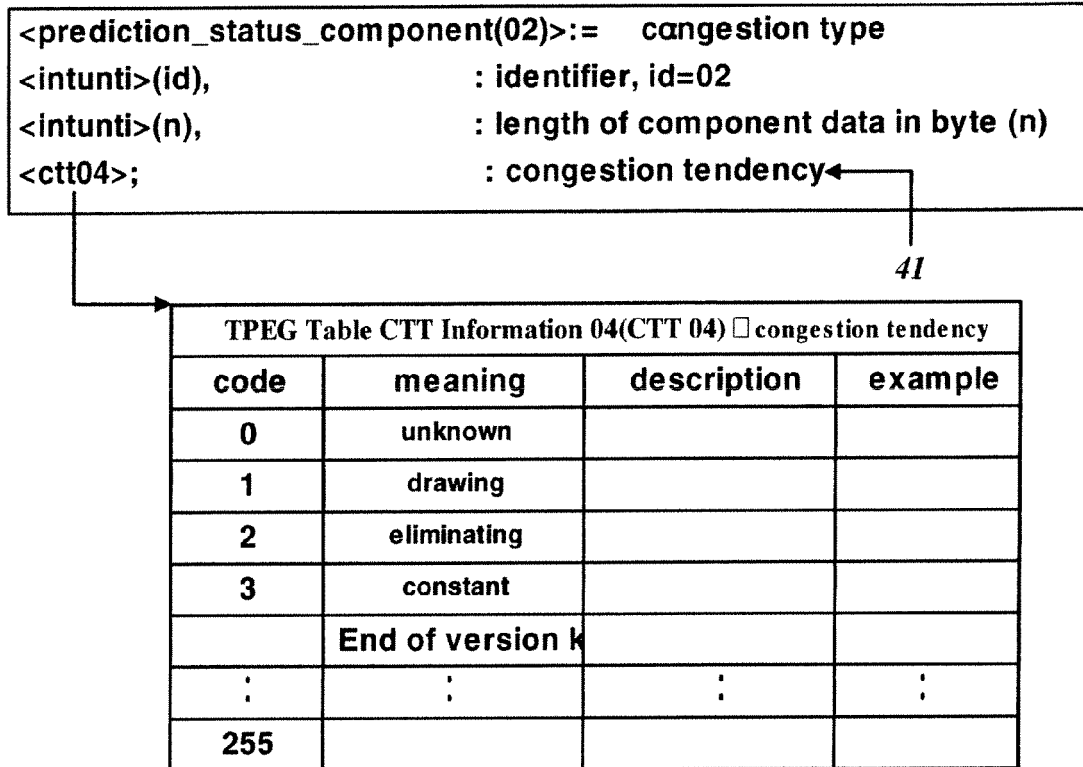 <prediction_status_component(02)>:= cangestion type
<intunti>(id), : identifier, id=02
<intunti>(n), : length of component data in byte (n)
<ctt04>; : congestion tendency
41
TPEG Table CTT Information 04(CTT 04) □ congestion tendency
code meaning description example
0 unknown
1 drawing
2 eliminating
3 constant
End of version k
: : : :
255